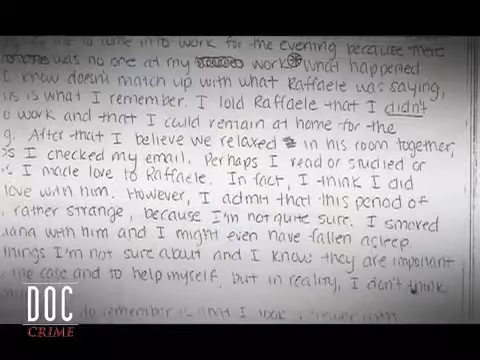 work for the evening because there
was no one at my work. What happened
I know doesn't match up with what Raffaele was saying,
is what I remember. I told Raffaele that I didn't
work and that I could remain at home for the
After that I believe we relaxed in his room together,
I checked my email. Perhaps I read or studied or
I made love to Raffaele. In fact, I think I did
love with him. However, I admit that this period of
rather strange, because I'm not quite sure. I smoked
with him and I might even have fallen asleep.
things I'm not sure about and I know they are important
the case and to help myself, but in reality, I don't think
do remember is that I took
DOC
CRIME